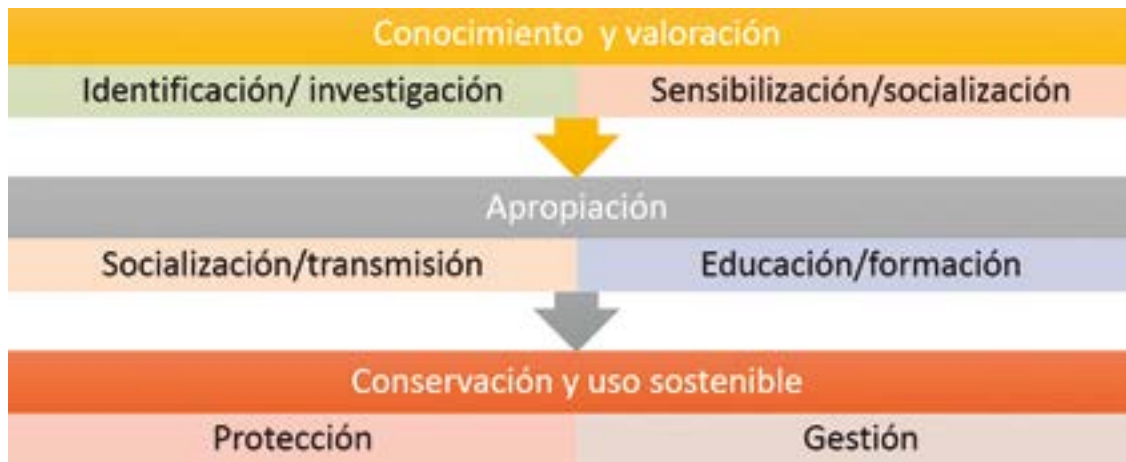 Conocimiento y valoración
Identificación/ investigación
Sensibilización/socialización
Apropiación
Socialización/transmisión
Educación/formación
Conservación y uso sostenible
Protección
Gestión